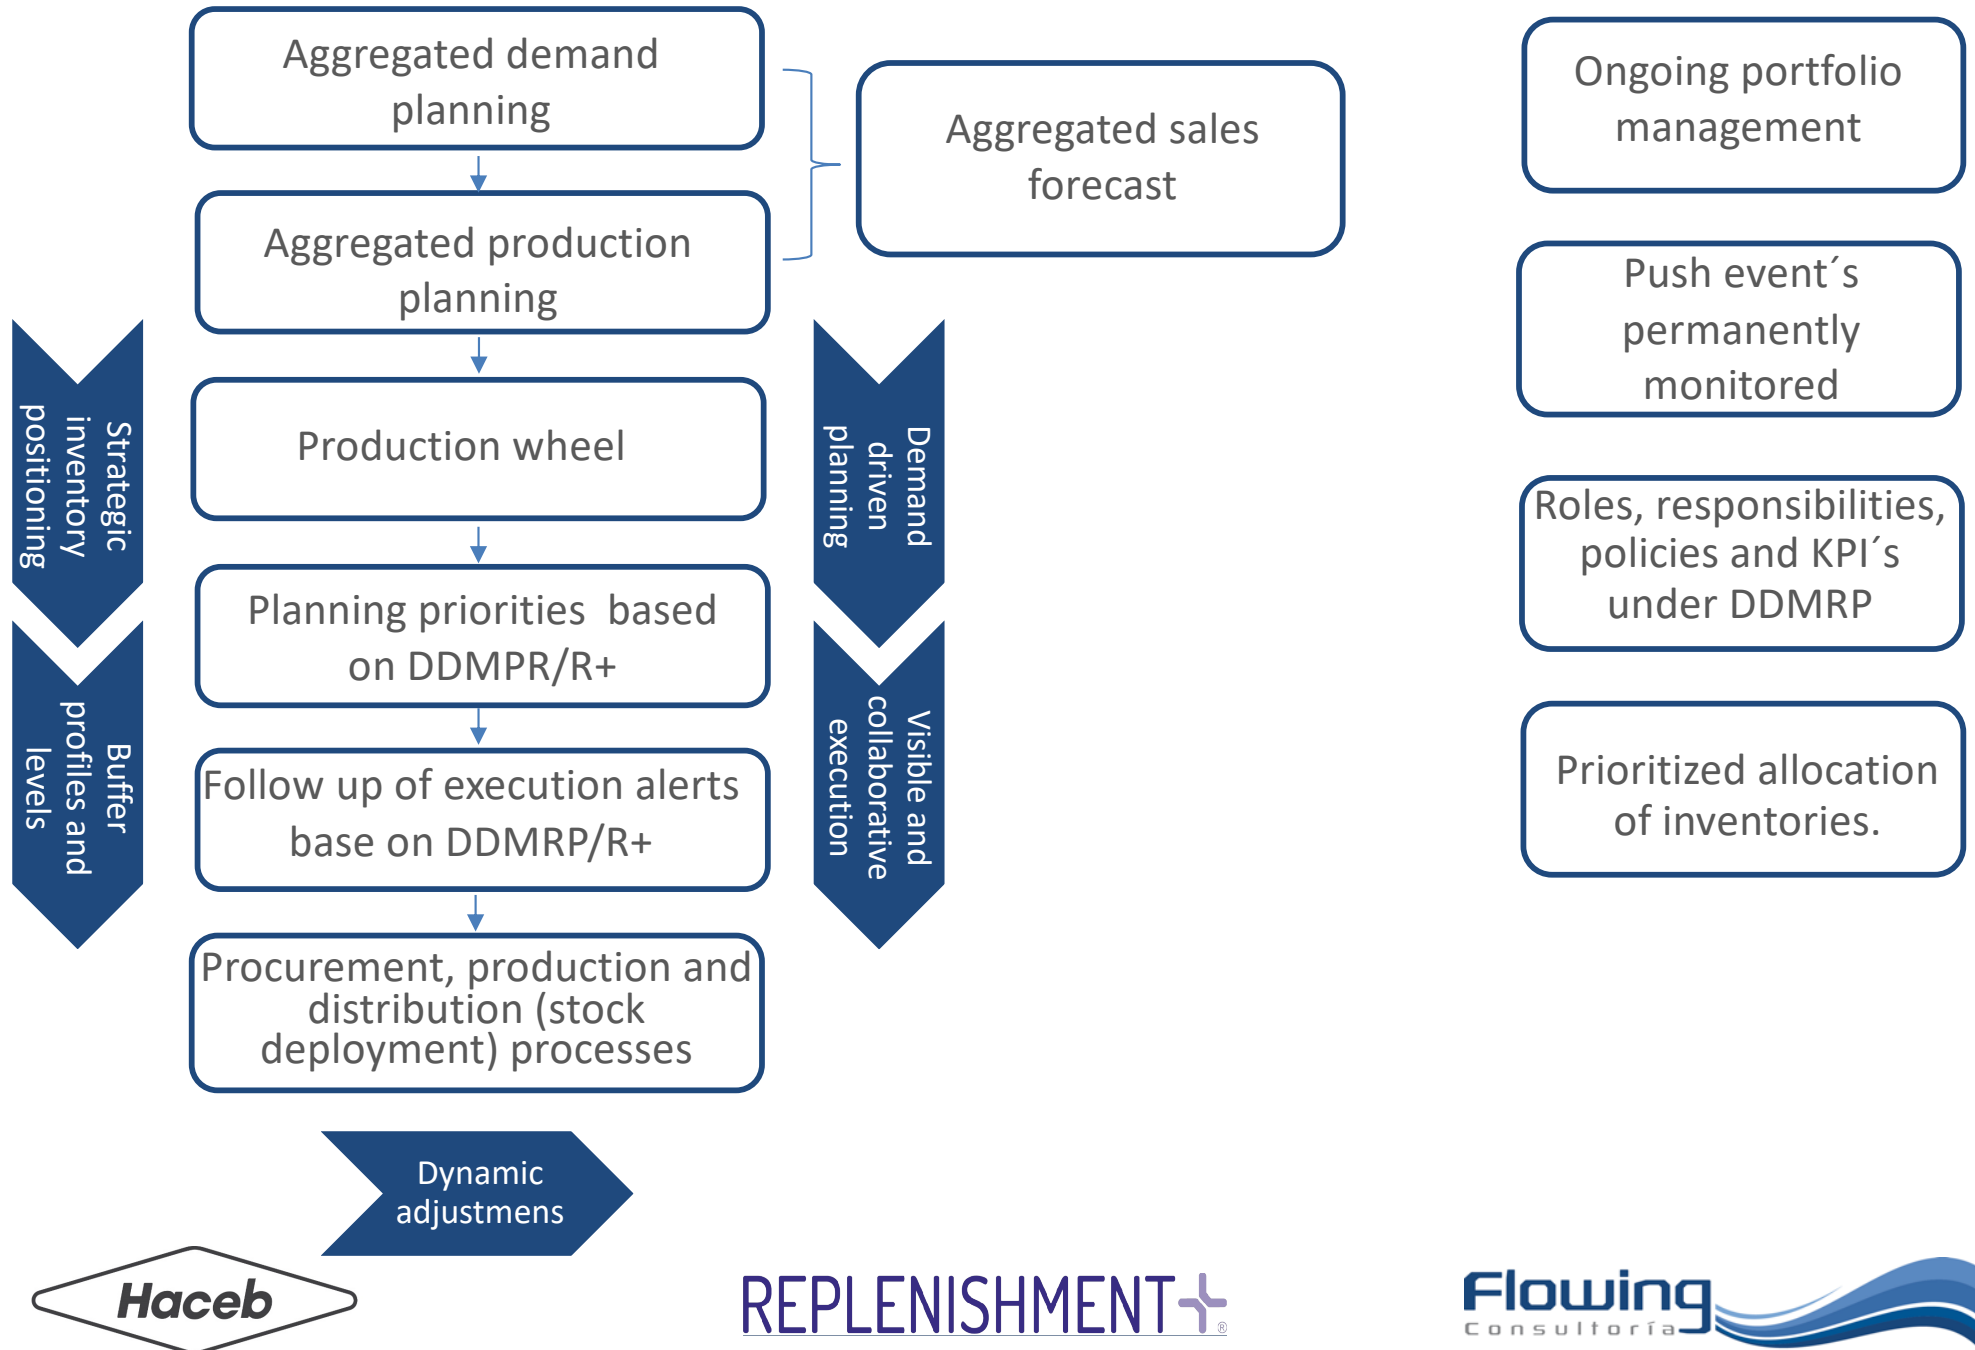 Aggregated demand
planning
Aggregated production
planning
Production wheel
Planning priorities  based
on DDMPR/R+
Follow up of execution alerts
base on DDMRP/R+
Procurement, production and
distribution (stock
deployment) processes
Aggregated sales
forecast
Strategic
inventory
positioning
Buffer
profiles and
levels
Demand
driven
planning
Visible and
collaborative
execution
Dynamic
adjustmens
Ongoing portfolio
management
Push event´s
permanently
monitored
Roles, responsibilities,
policies and KPI´s
under DDMRP
Prioritized allocation
of inventories.
Haceb
REPLENISHMENT+®
Flowing
Consultoría